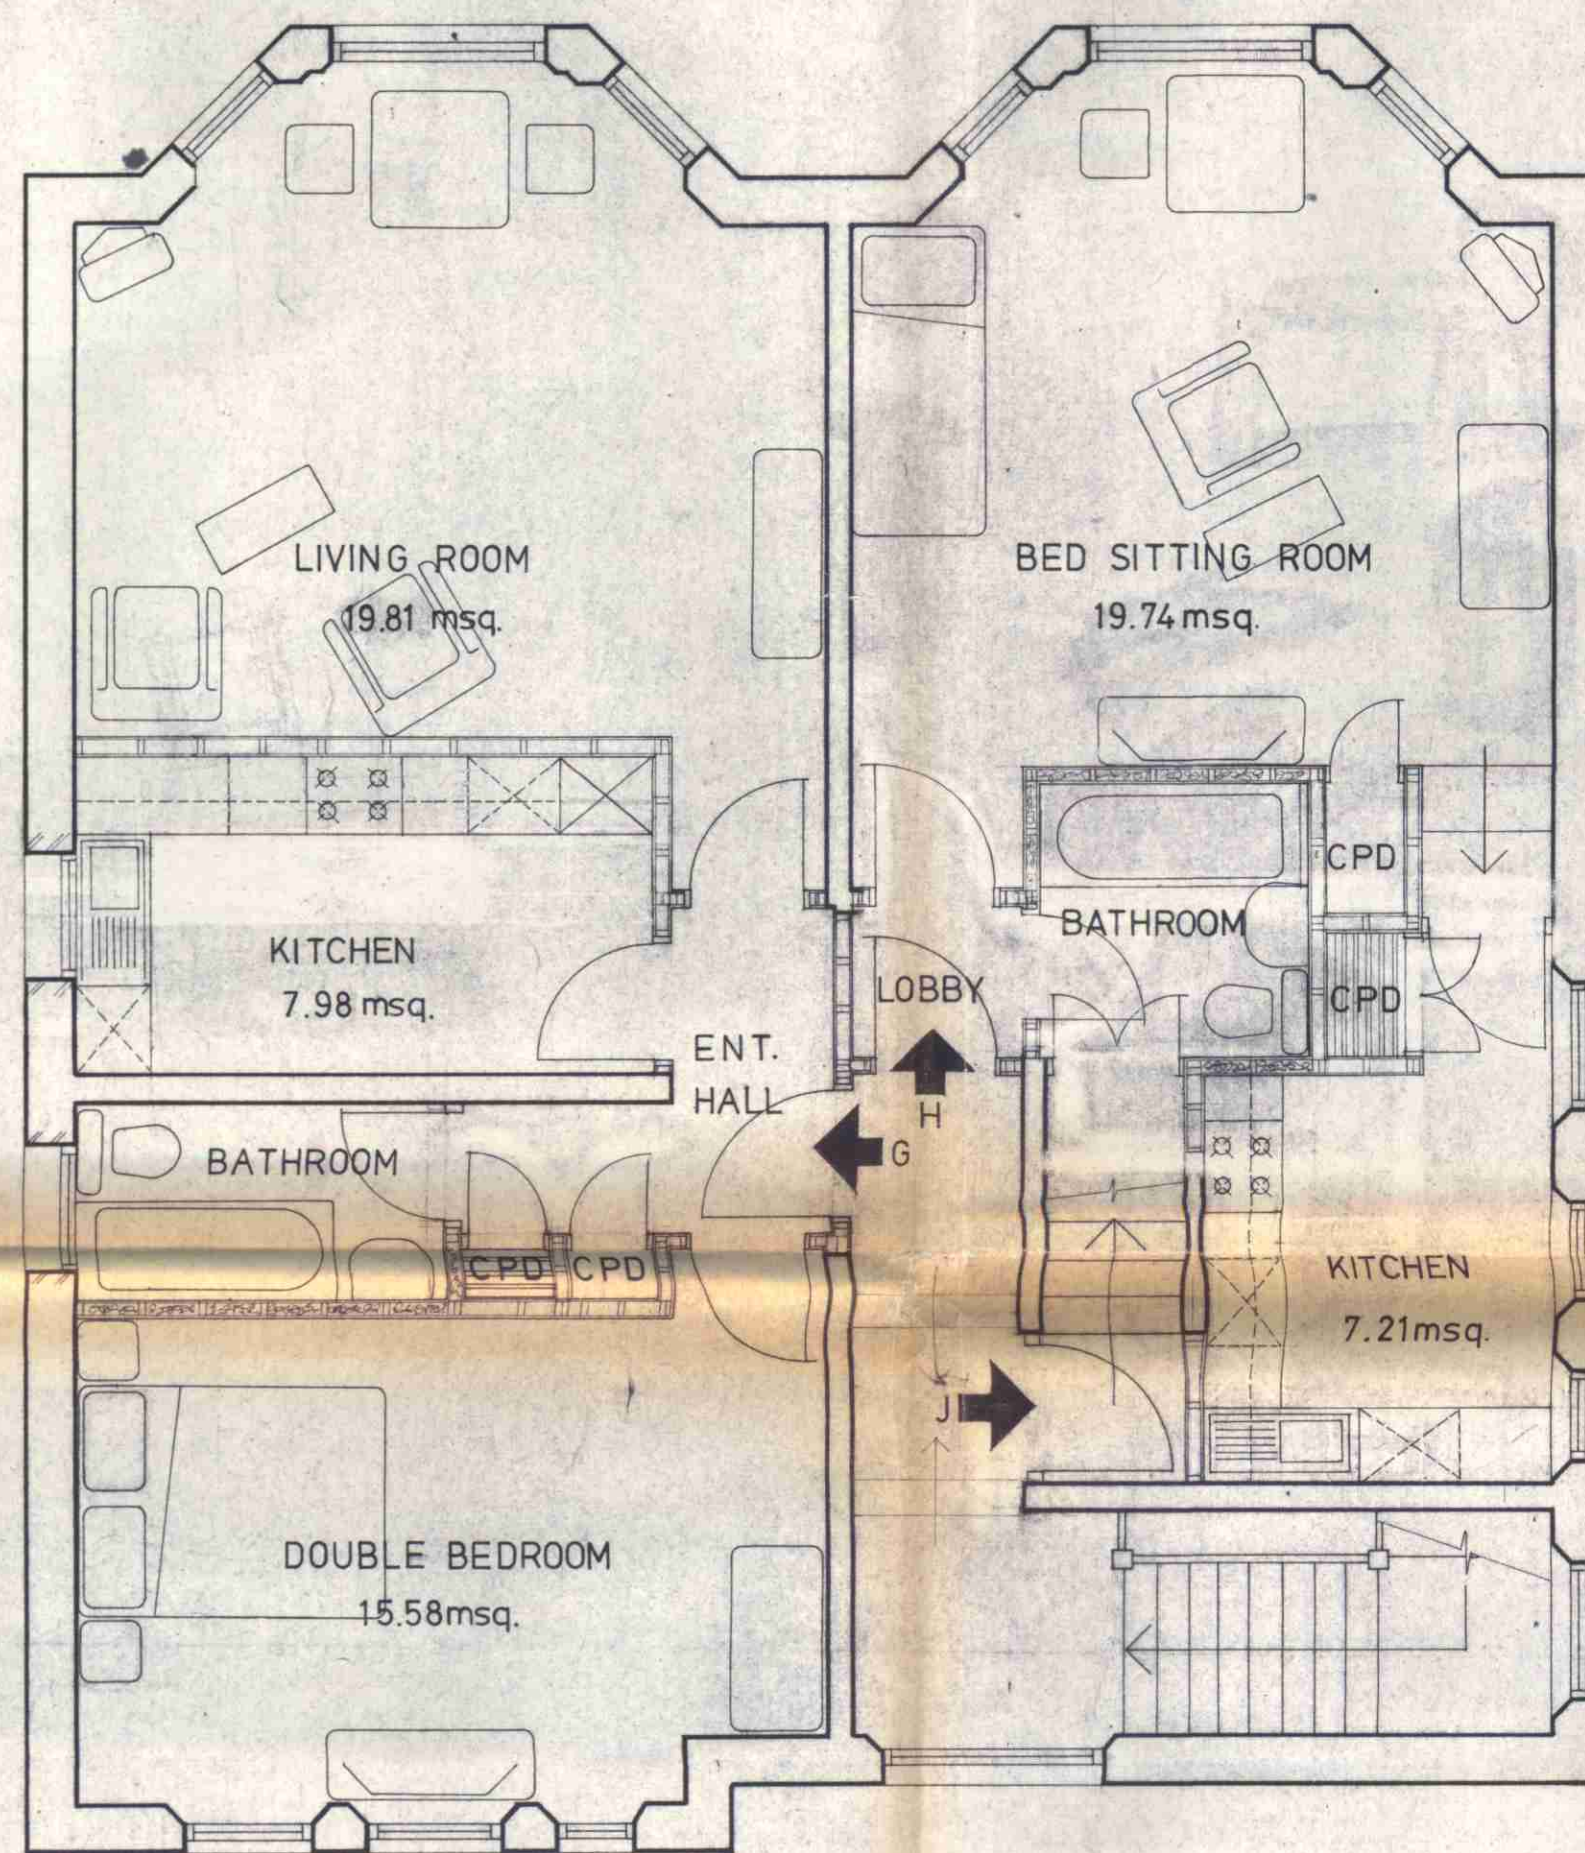 LIVING ROOM
19.81 msq.
BED SITTING ROOM
19.74 msq.
KITCHEN
7.98 msq.
ENT.
HALL
BATHROOM
CPD
CPD
DOUBLE BEDROOM
15.58 msq.
LOBBY
BATHROOM
CPD
CPD
H
G
J
KITCHEN
7.21 msq.